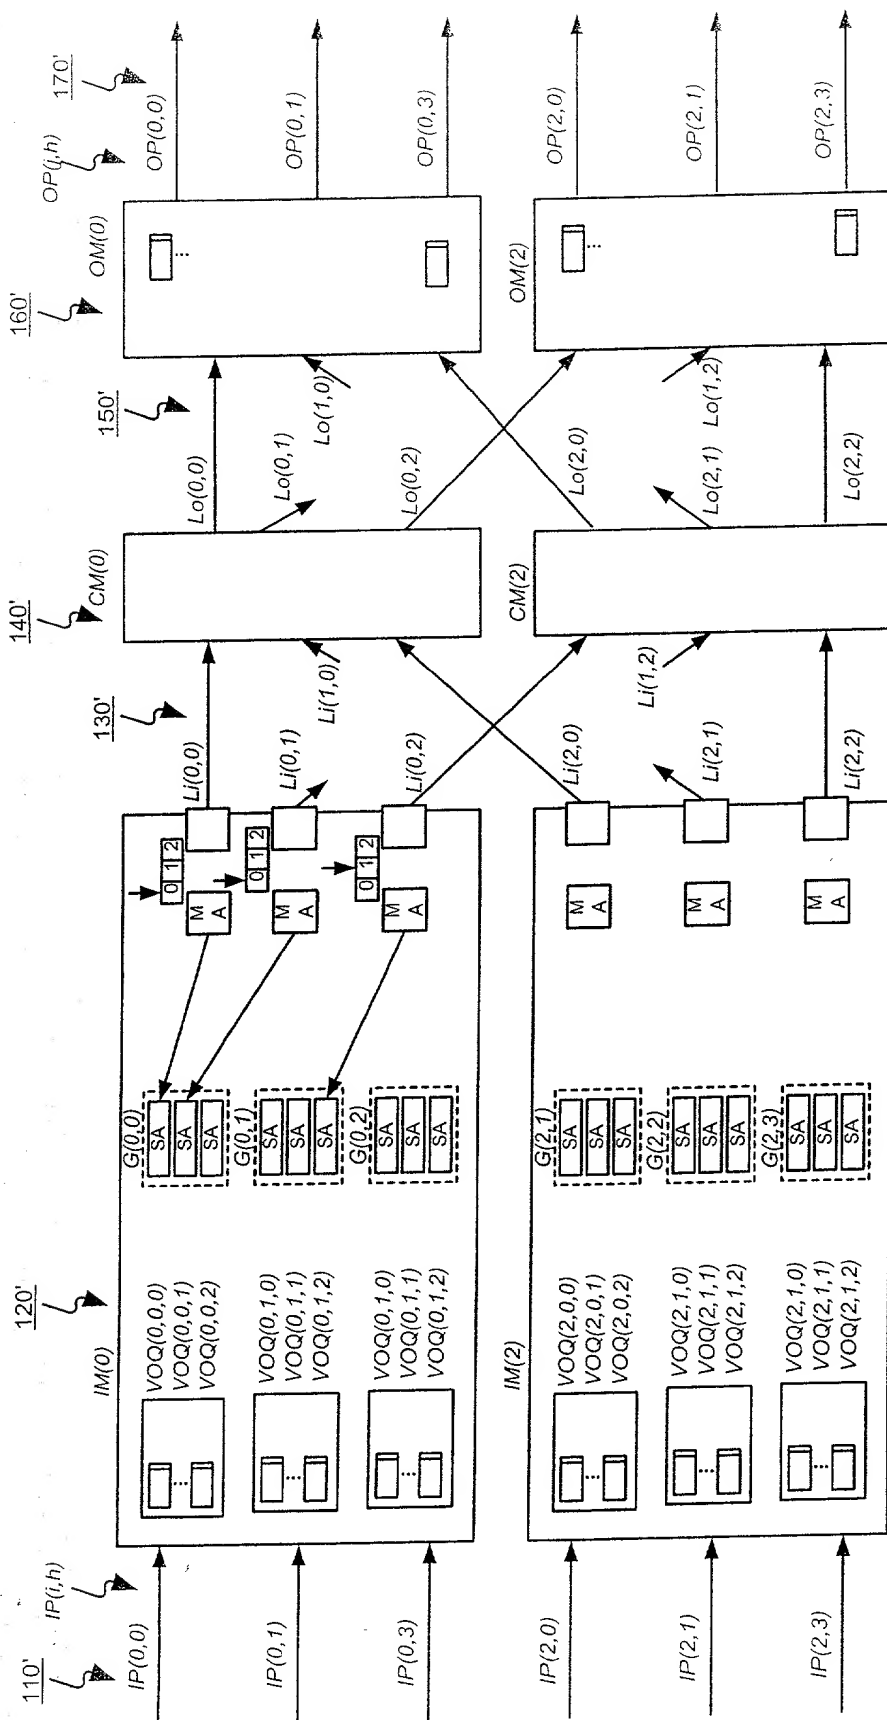 110'
IP(i,h)
120'
130'
140'
150'
160'
OP(j,h)
170'
IM(0)
CM(0)
OM(0)
IP(0,0)
IP(0,1)
IP(0,3)
VOQ(0,0,0)
VOQ(0,0,1)
VOQ(0,0,2)
VOQ(0,1,0)
VOQ(0,1,1)
VOQ(0,1,2)
VOQ(0,1,0)
VOQ(0,1,1)
VOQ(0,1,2)
G(0,0)
SA
SA
SA
G(0,1)
SA
SA
SA
G(0,2)
SA
SA
SA
M A
0 1 2
M A
0 1 2
M A
0 1 2
Li(0,0)
Li(0,1)
Li(0,2)
Li(1,0)
Lo(0,0)
Lo(0,1)
Lo(0,2)
Lo(1,0)
OP(0,0)
OP(0,1)
OP(0,3)
IM(2)
CM(2)
OM(2)
IP(2,0)
IP(2,1)
IP(2,3)
VOQ(2,0,0)
VOQ(2,0,1)
VOQ(2,0,2)
VOQ(2,1,0)
VOQ(2,1,1)
VOQ(2,1,2)
VOQ(2,1,0)
VOQ(2,1,1)
VOQ(2,1,2)
G(2,1)
SA
SA
SA
G(2,2)
SA
SA
SA
G(2,3)
SA
SA
SA
M A
M A
M A
Li(2,0)
Li(2,1)
Li(2,2)
Li(1,2)
Lo(2,0)
Lo(2,1)
Lo(2,2)
Lo(1,2)
OP(2,0)
OP(2,1)
OP(2,3)